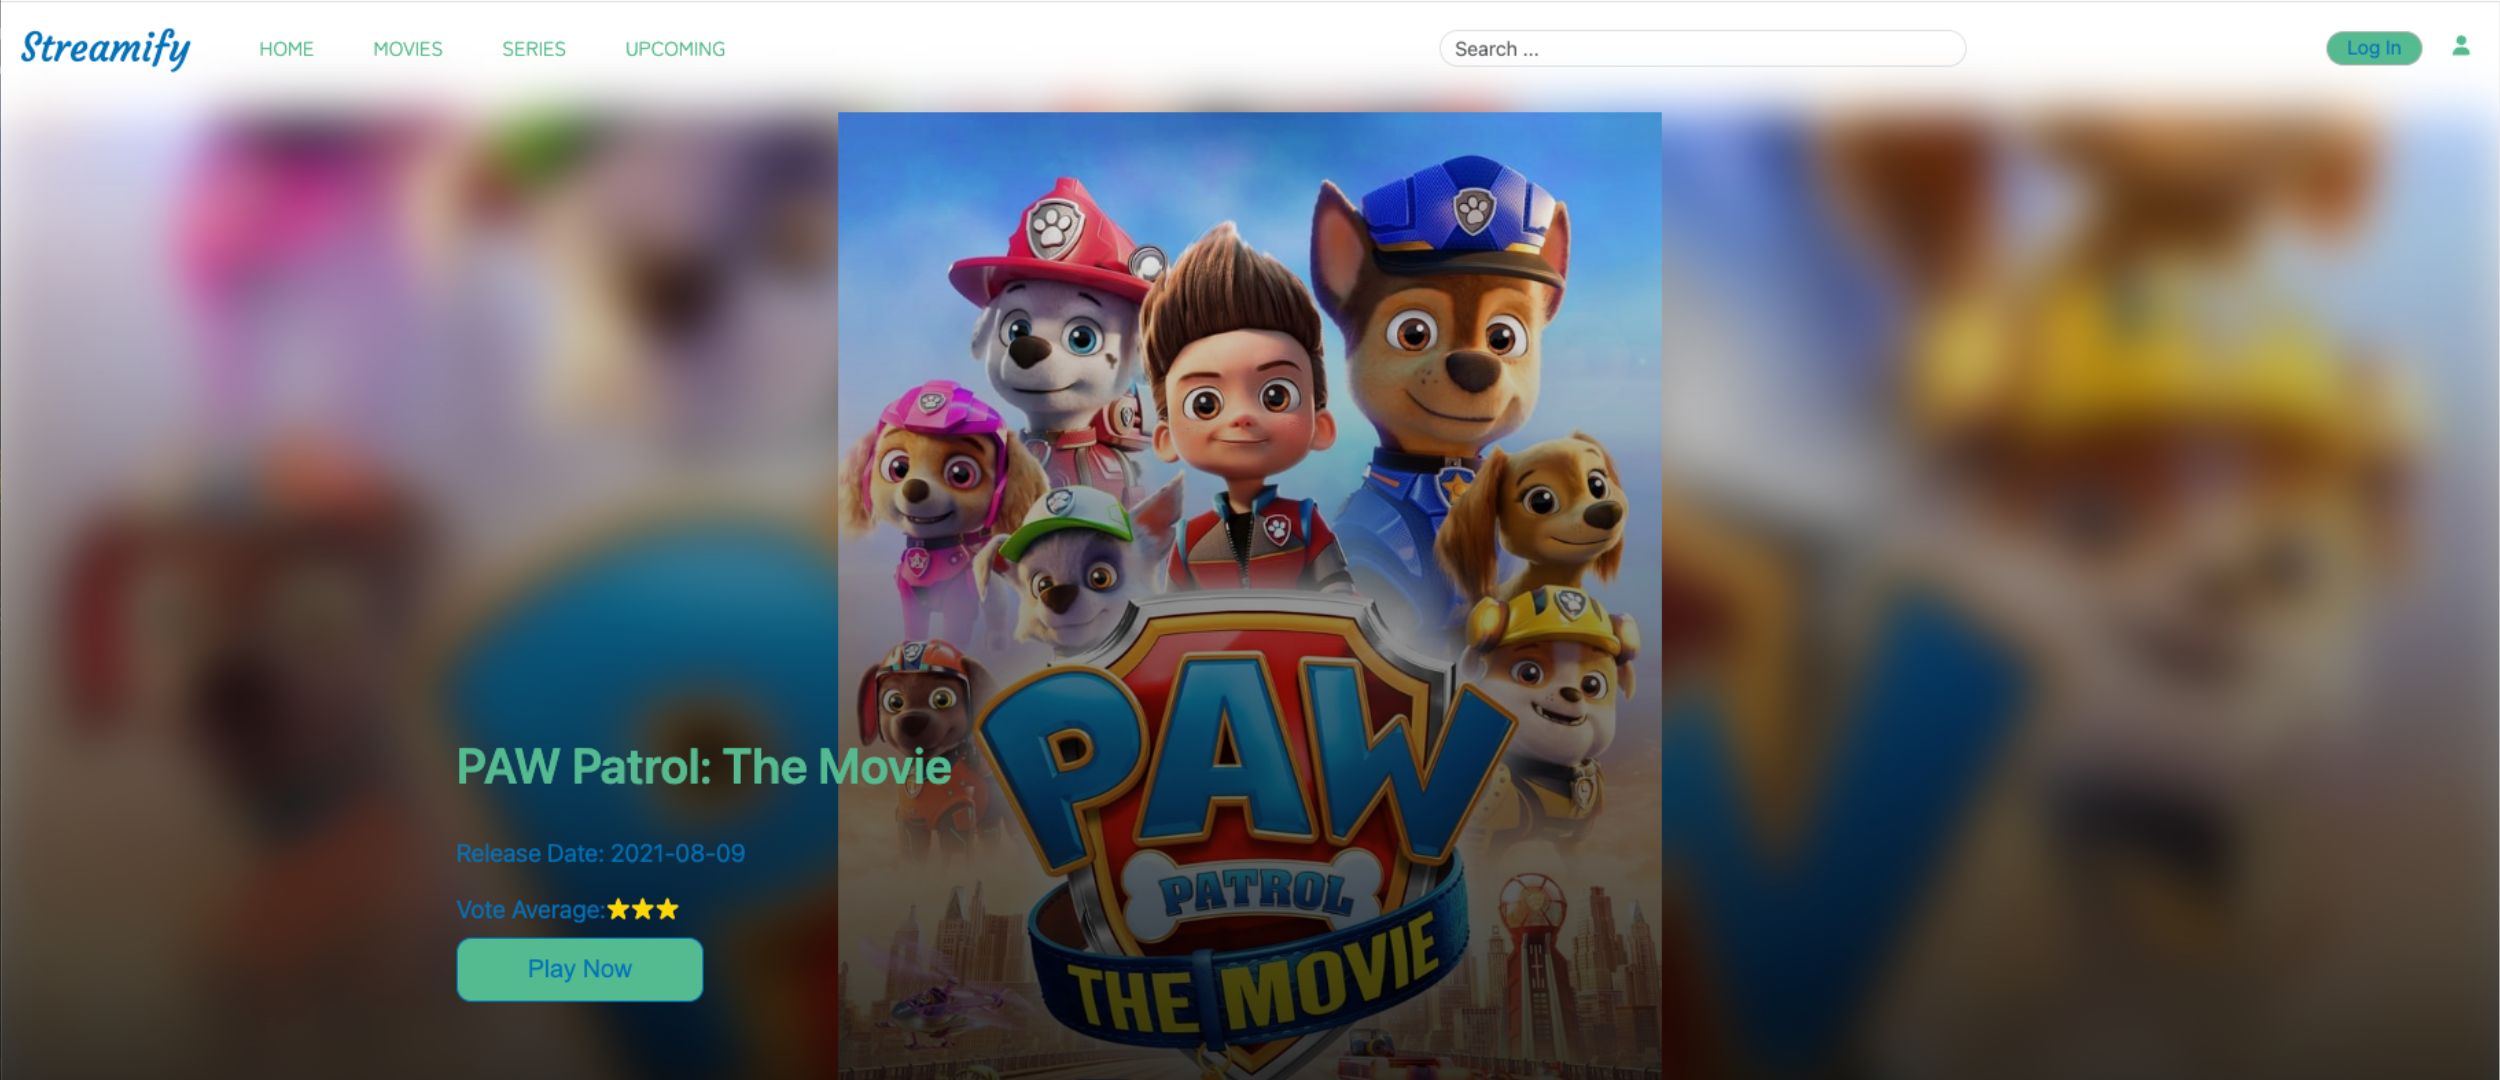 Streamify
HOME
MOVIES
SERIES
UPCOMING
Search ...
Log In
PAW Patrol: The Movie
Release Date: 2021-08-09
Vote Average:⭐⭐⭐
Play Now
PAW
PATROL
THE MOVIE